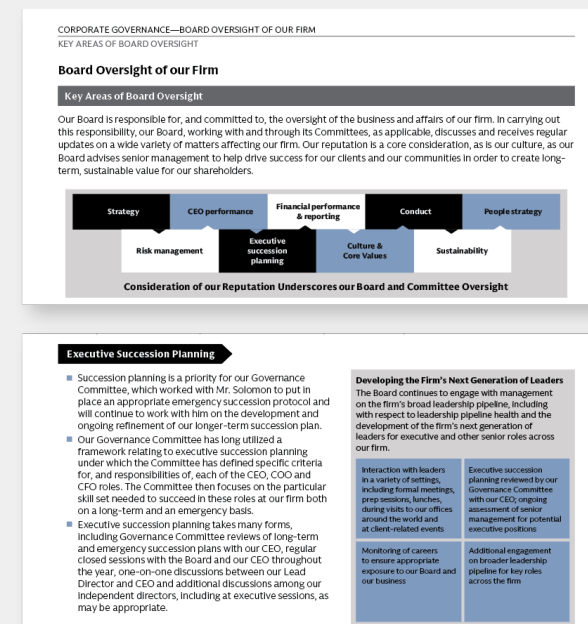 CORPORATE GOVERNANCE—BOARD OVERSIGHT OF OUR FIRM
KEY AREAS OF BOARD OVERSIGHT
Board Oversight of our Firm
Key Areas of Board Oversight
Our Board is responsible for, and committed to, the oversight of the business and affairs of our firm. In carrying out
this responsibility, our Board, working with and through its Committees, as applicable, discusses and receives regular
updates on a wide variety of matters affecting our firm. Our reputation is a core consideration, as is our culture, as our
Board advises senior management to help drive success for our clients and our communities in order to create long-
term, sustainable value for our shareholders.
Strategy
CEO performance
Financial performance
& reporting
Conduct
People strategy
Risk management
Executive
succession
planning
Culture &
Core Values
Sustainability
Consideration of our Reputation Underscores our Board and Committee Oversight
Executive Succession Planning
Succession planning is a priority for our Governance
Committee, which worked with Mr. Solomon to put in
place an appropriate emergency succession protocol and
will continue to work with him on the development and
ongoing refinement of our longer-term succession plan.
Our Governance Committee has long utilized a
framework relating to executive succession planning
under which the Committee has defined specific criteria
for, and responsibilities of, each of the CEO, COO and
CFO roles. The Committee then focuses on the particular
skill set needed to succeed in these roles at our firm both
on a long-term and an emergency basis.
Executive succession planning takes many forms,
including Governance Committee reviews of long-term
and emergency succession plans with our CEO, regular
closed sessions with the Board and our CEO throughout
the year, one-on-one discussions between our Lead
Director and CEO and additional discussions among our
independent directors, including at executive sessions, as
may be appropriate.
Developing the Firm's Next Generation of Leaders
The Board continues to engage with management
on the firm's broad leadership pipeline, including
with respect to leadership pipeline health and the
development of the firm's next generation of
leaders for executive and other senior roles across
our firm.
Interaction with leaders
in a variety of settings,
including formal meetings,
prep sessions, lunches,
during visits to our offices
around the world and
at client-related events
Executive succession
planning reviewed by our
Governance Committee
with our CEO; ongoing
assessment of senior
management for potential
executive positions
Monitoring of careers
to ensure appropriate
exposure to our Board and
our business
Additional engagement
on broader leadership
pipeline for key roles
across the firm